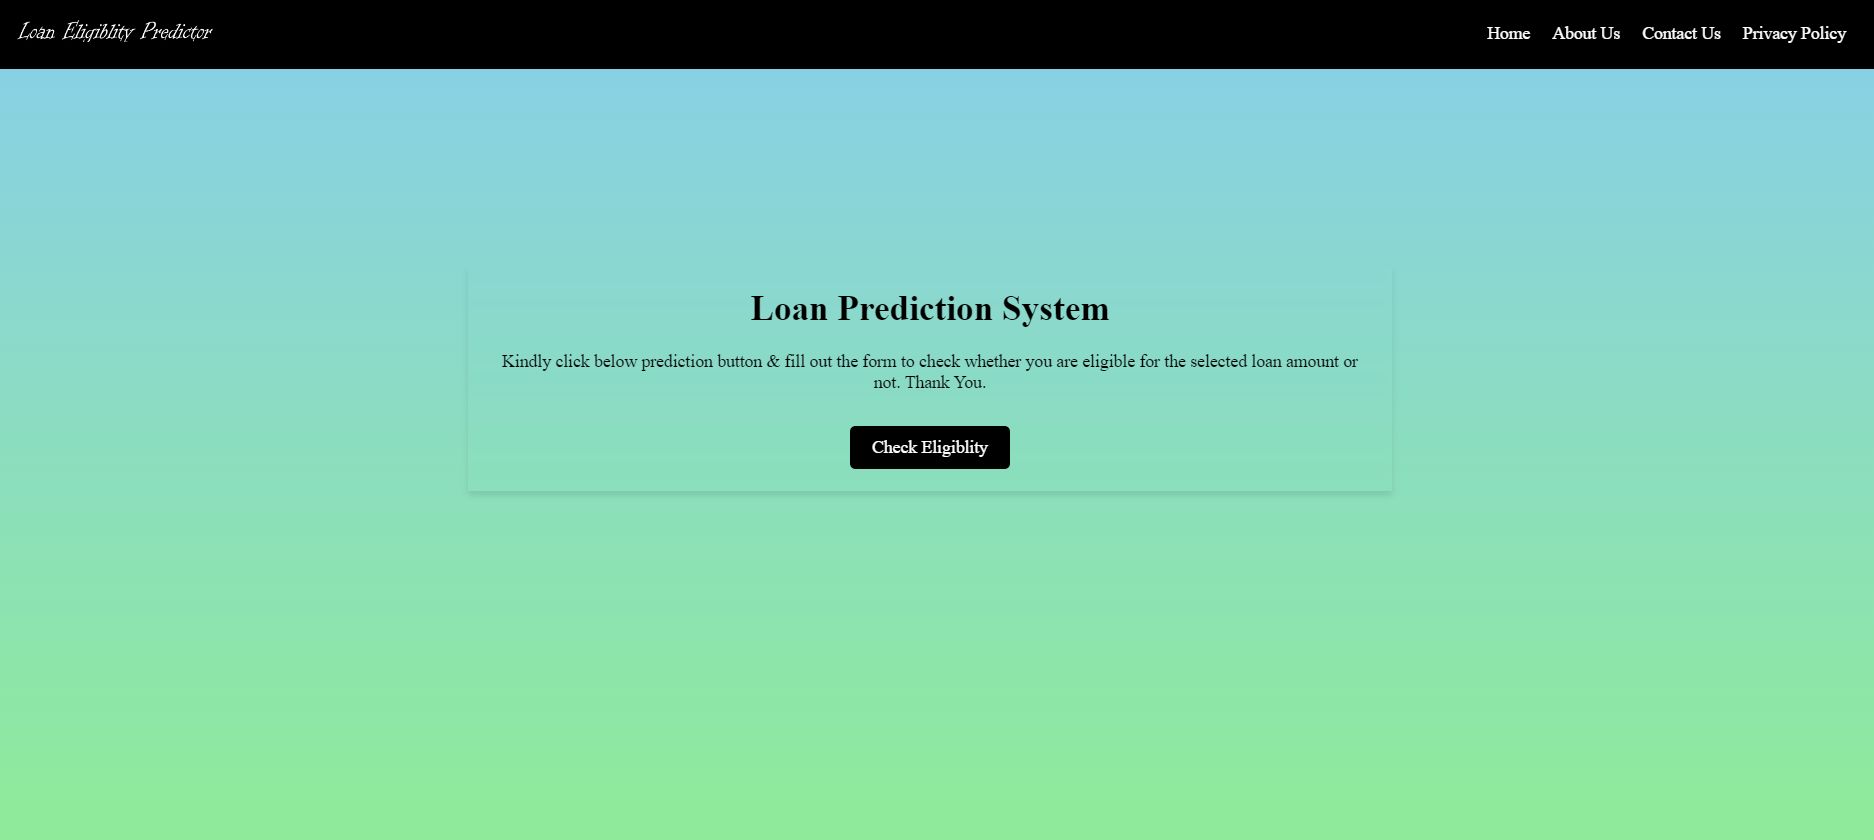 Loan Eligiblity Predictor
Home About Us Contact Us Privacy Policy
Loan Prediction System
Kindly click below prediction button & fill out the form to check whether you are eligible for the selected loan amount or
not. Thank You.
Check Eligiblity